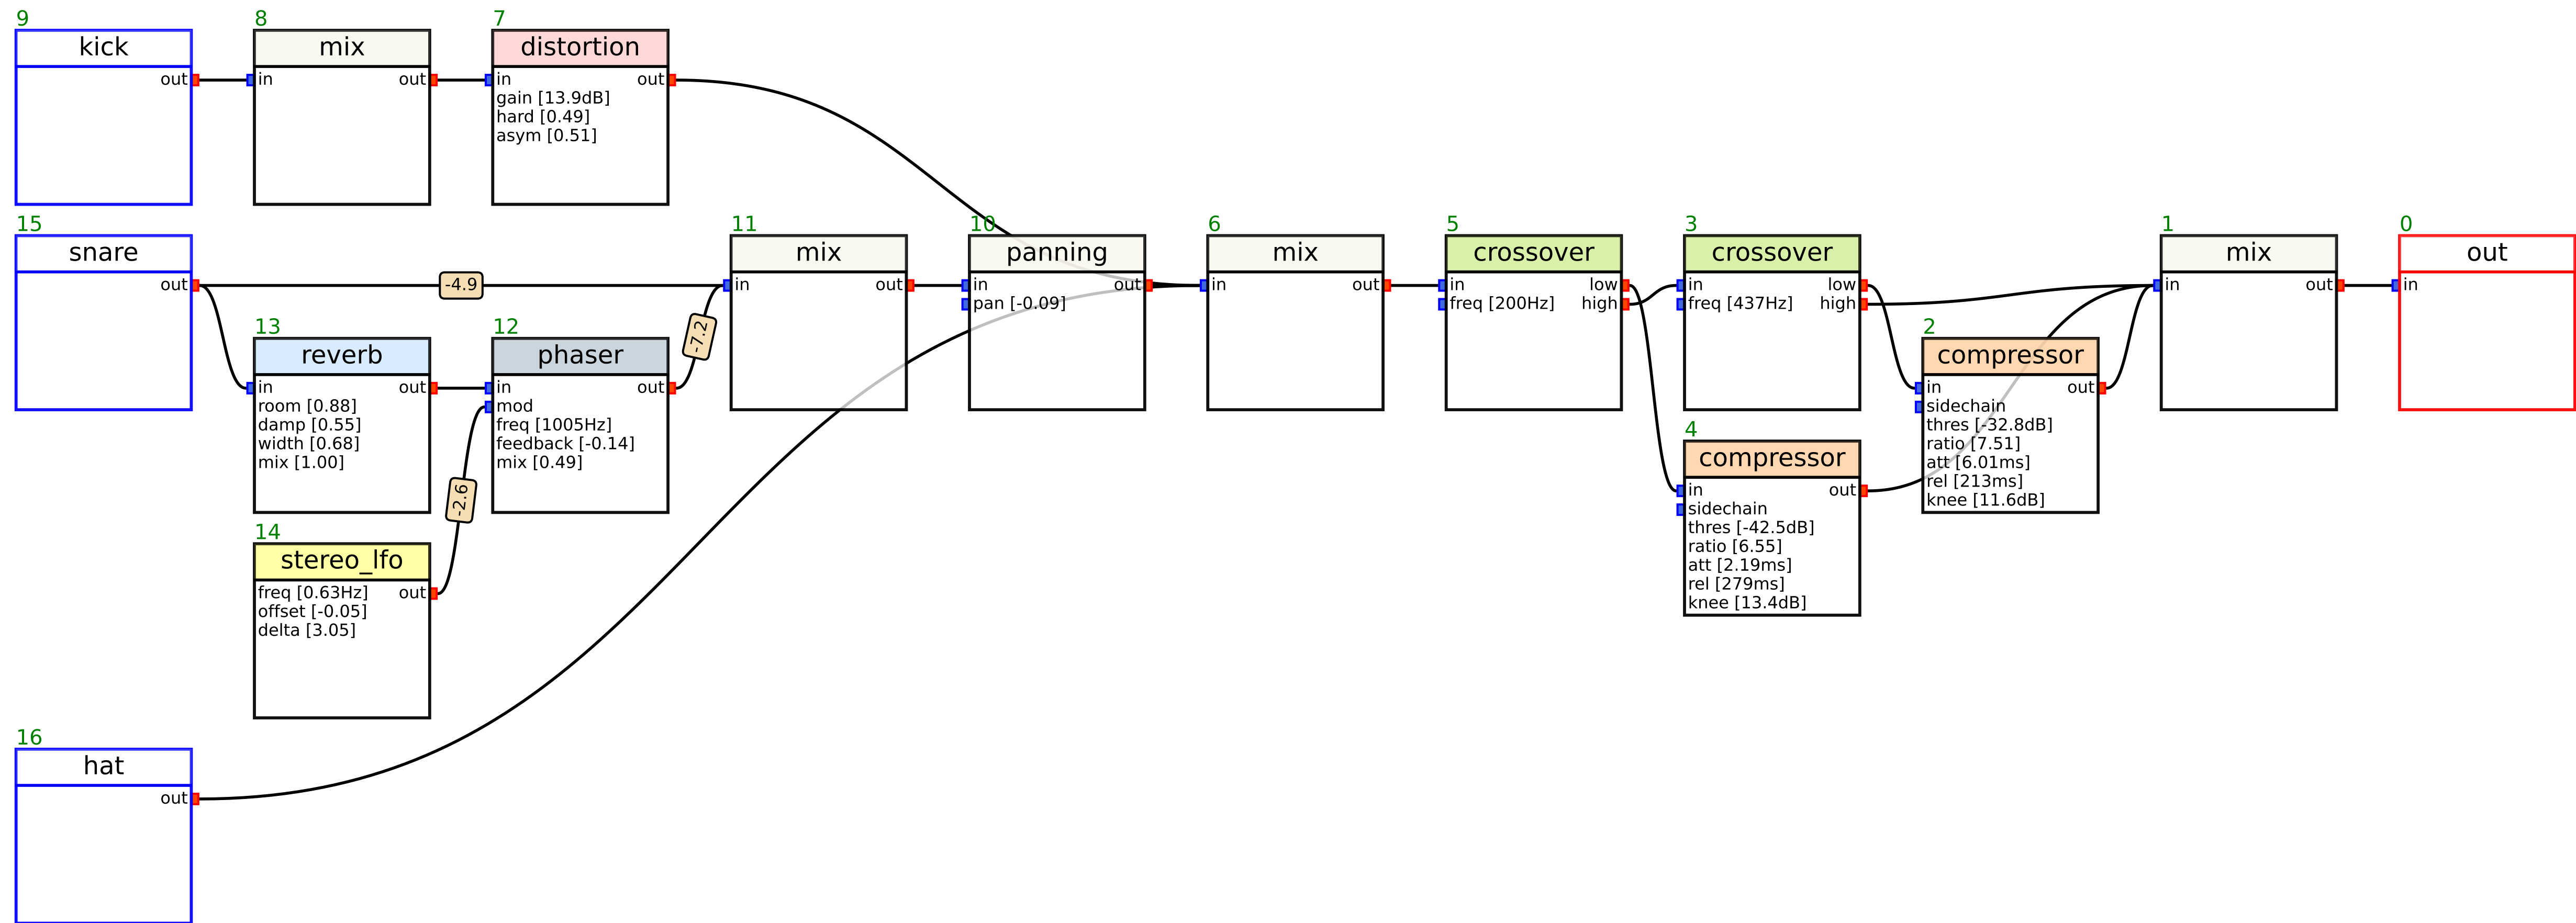 9
kick
out
8
mix
in out
7
distortion
in out
gain [13.9dB]
hard [0.49]
asym [0.51]
15
snare
out
-4.9
13
reverb
in out
room [0.88]
damp [0.55]
width [0.68]
mix [1.00]
12
phaser
in out
mod
freq [1005Hz]
feedback [-0.14]
mix [0.49]
-7.2
-2.6
14
stereo_lfo
freq [0.63Hz] out
offset [-0.05]
delta [3.05]
16
hat
out
11
mix
in out
10
panning
in out
pan [-0.09]
6
mix
in out
5
crossover
in low
freq [200Hz] high
3
crossover
in low
freq [437Hz] high
4
compressor
in out
sidechain
thres [-42.5dB]
ratio [6.55]
att [2.19ms]
rel [279ms]
knee [13.4dB]
2
compressor
in out
sidechain
thres [-32.8dB]
ratio [7.51]
att [6.01ms]
rel [213ms]
knee [11.6dB]
1
mix
in out
0
out
in